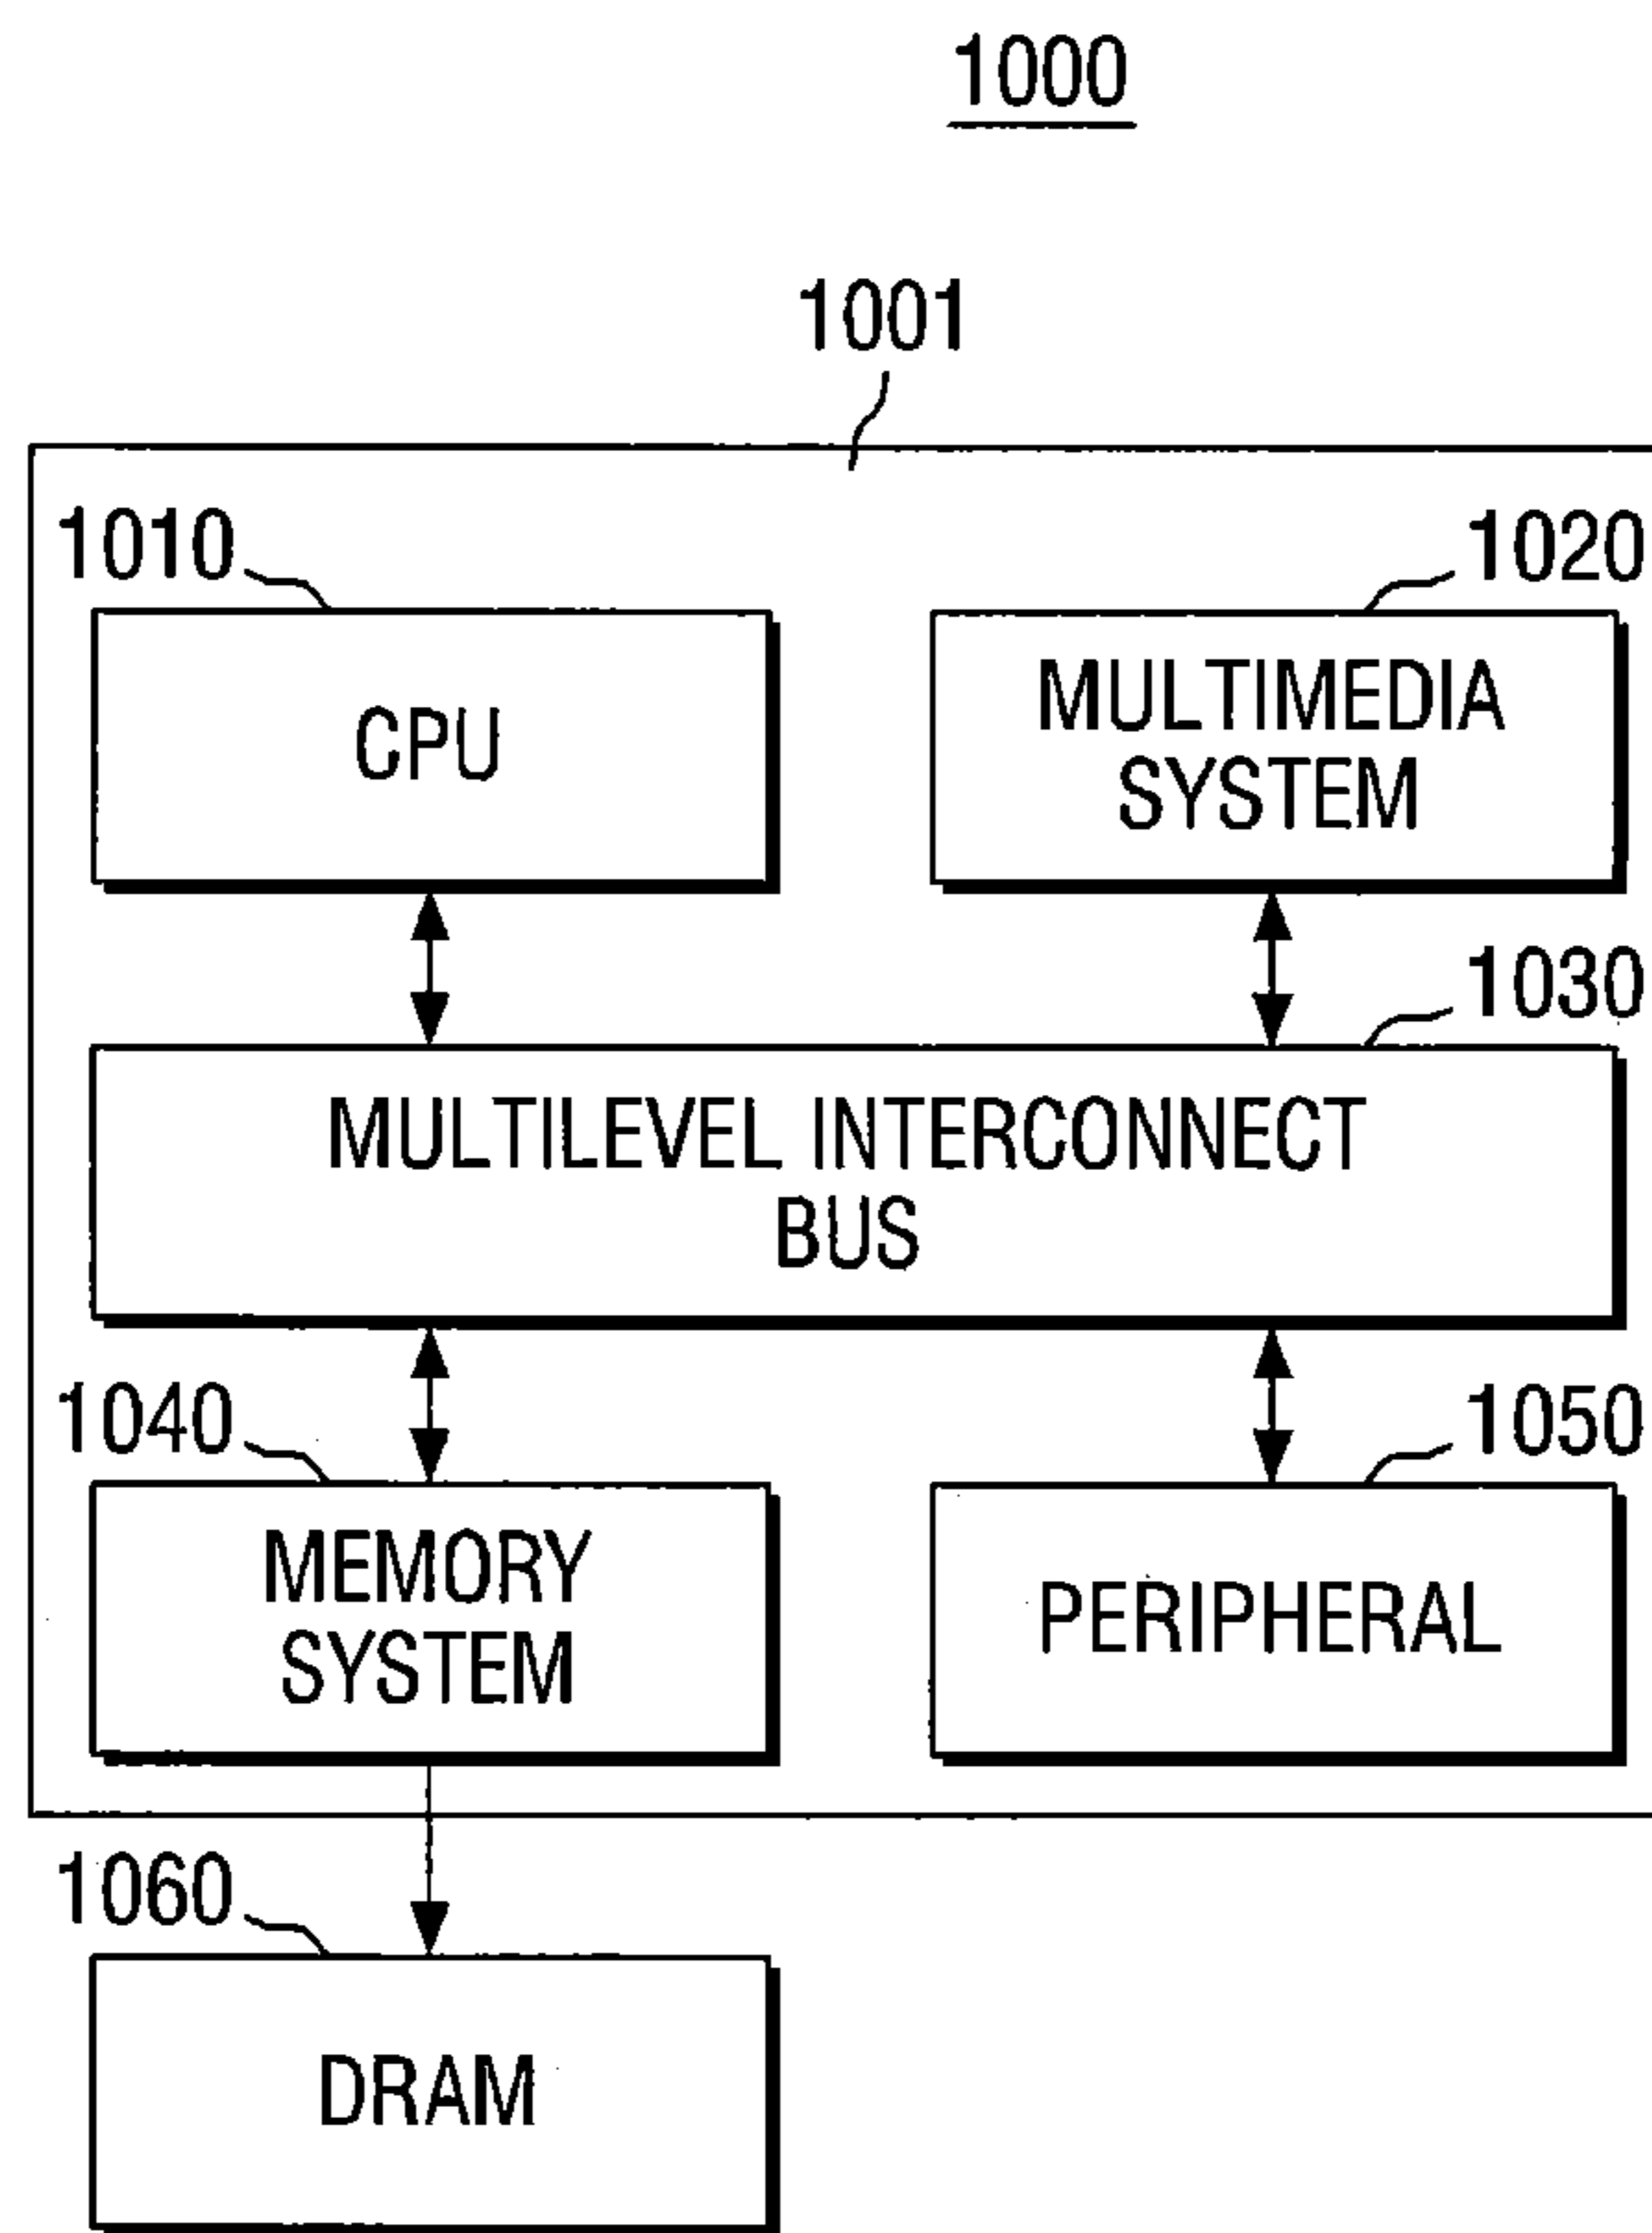 1000
1001
1010
1020
CPU
MULTIMEDIA
SYSTEM
1030
MULTILEVEL INTERCONNECT
BUS
1040
1050
MEMORY
SYSTEM
PERIPHERAL
1060
DRAM